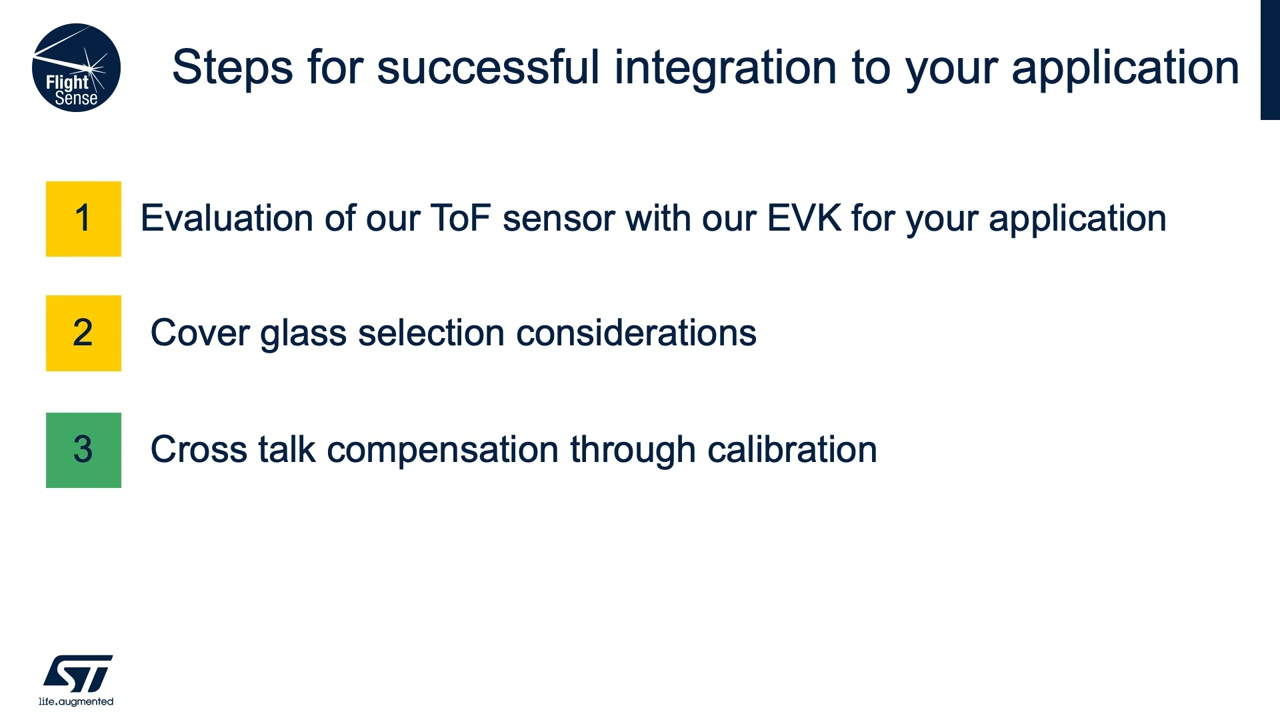 Flight
Sense
Steps for successful integration to your application
1
Evaluation of our ToF sensor with our EVK for your application
2
Cover glass selection considerations
3
Cross talk compensation through calibration
ST
life.augmented